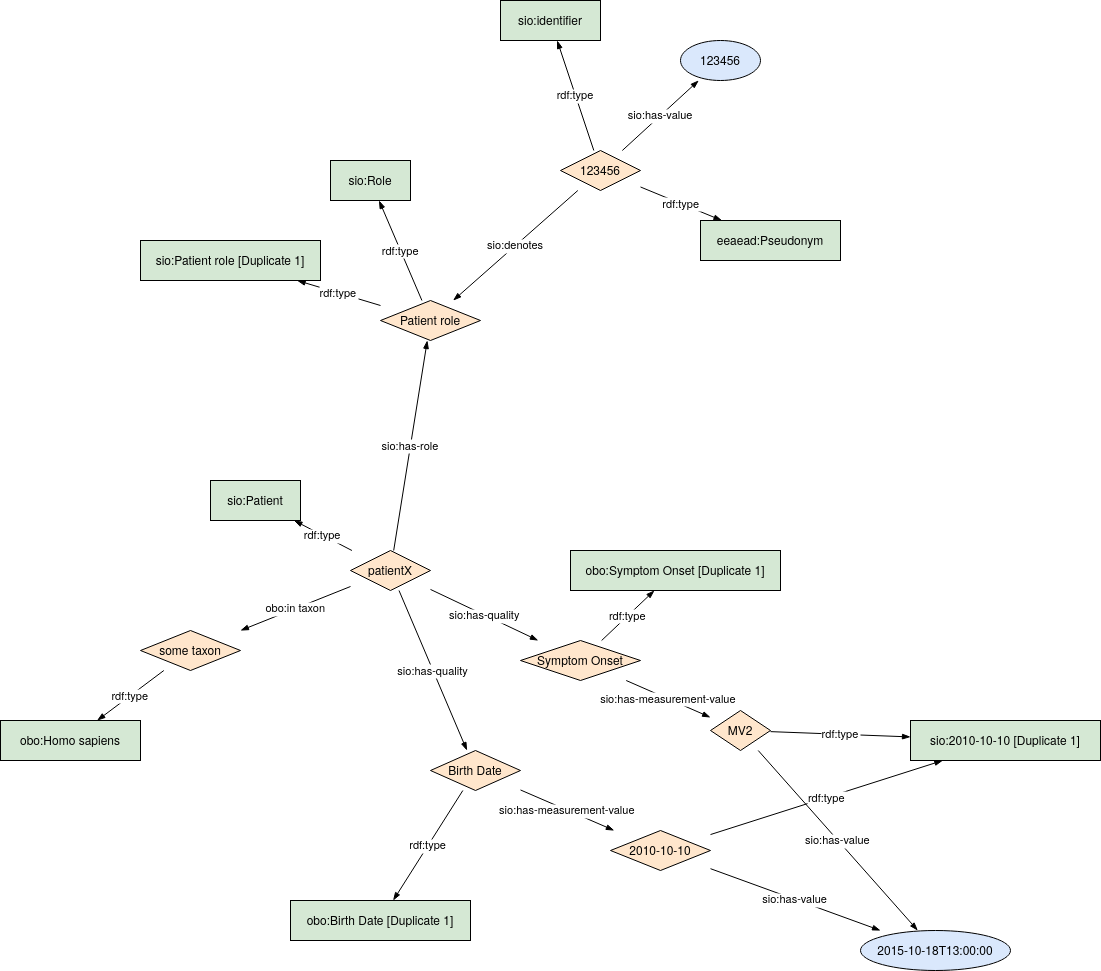 sio:identifier
123456
rdf:type
sio:has-value
123456
sio:Role
rdf:type
eeaead:Pseudonym
sio:denotes
rdf:type
sio:Patient role [Duplicate 1]
rdf:type
Patient role
sio:has-role
sio:Patient
rdf:type
patientX
obo:Symptom Onset [Duplicate 1]
obo:in taxon
sio:has-quality
rdf:type
some taxon
Symptom Onset
sio:has-quality
rdf:type
sio:has-measurement-value
obo:Homo sapiens
MV2
rdf:type
sio:2010-10-10 [Duplicate 1]
Birth Date
rdf:type
sio:has-measurement-value
rdf:type
2010-10-10
sio:has-value
sio:has-value
obo:Birth Date [Duplicate 1]
2015-10-18T13:00:00